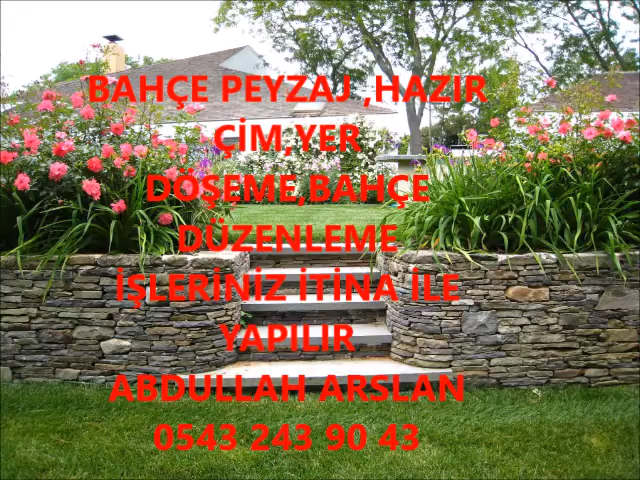 BAHÇE PEYZAJ ,HAZIR
ÇİM,YER
DÖŞEME,BAHÇE
DÜZENLEME
İŞLERİNİZ İTİNA İLE
YAPILIR
ABDULLAH ARSLAN
0543 243 90 43